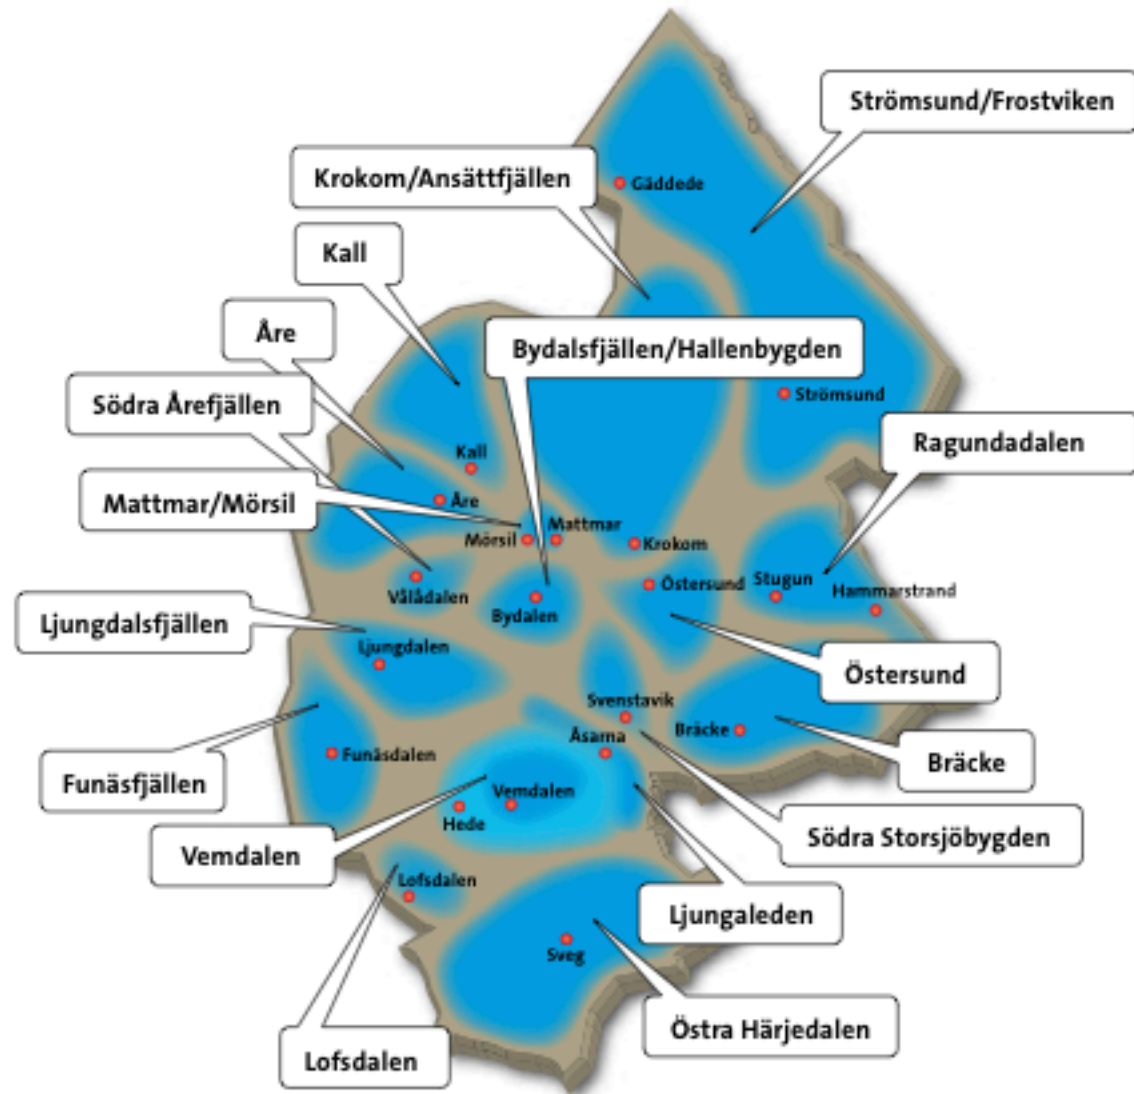 Strömsund/Frostviken
Krokom/Ansättfjällen
Gäddede
Kall
Åre
Bydalsfjällen/Hallenbygden
Södra Årefjällen
Strömsund
Ragundadalen
Kall
Mattmar/Mörsil
Åre
Mattmar
Mörsil
Krokom
Vålådalen
Östersund
Stugun
Hammarstrand
Bydalen
Ljungdalsfjällen
Ljungdalen
Östersund
Svenstavik
Bräcke
Åsarna
Funäsdalen
Bräcke
Funäsfjällen
Vemdalen
Hede
Södra Storsjöbygden
Vemdalen
Lofsdalen
Ljungaleden
Sveg
Östra Härjedalen
Lofsdalen